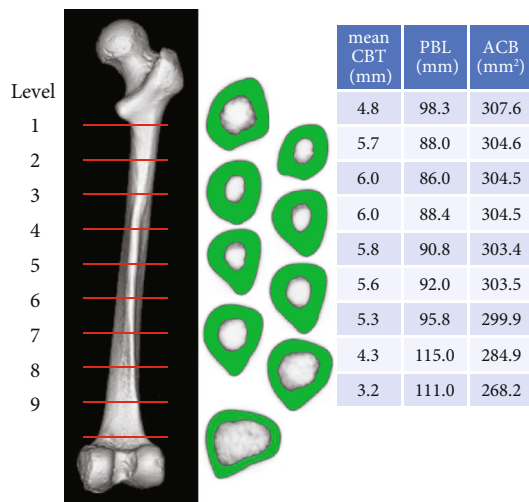 Level
1
2
3
4
5
6
7
8
9
mean CBT (mm) PBL (mm) ACB (mm²)
4.8 98.3 307.6
5.7 88.0 304.6
6.0 86.0 304.5
6.0 88.4 304.5
5.8 90.8 303.4
5.6 92.0 303.5
5.3 95.8 299.9
4.3 115.0 284.9
3.2 111.0 268.2